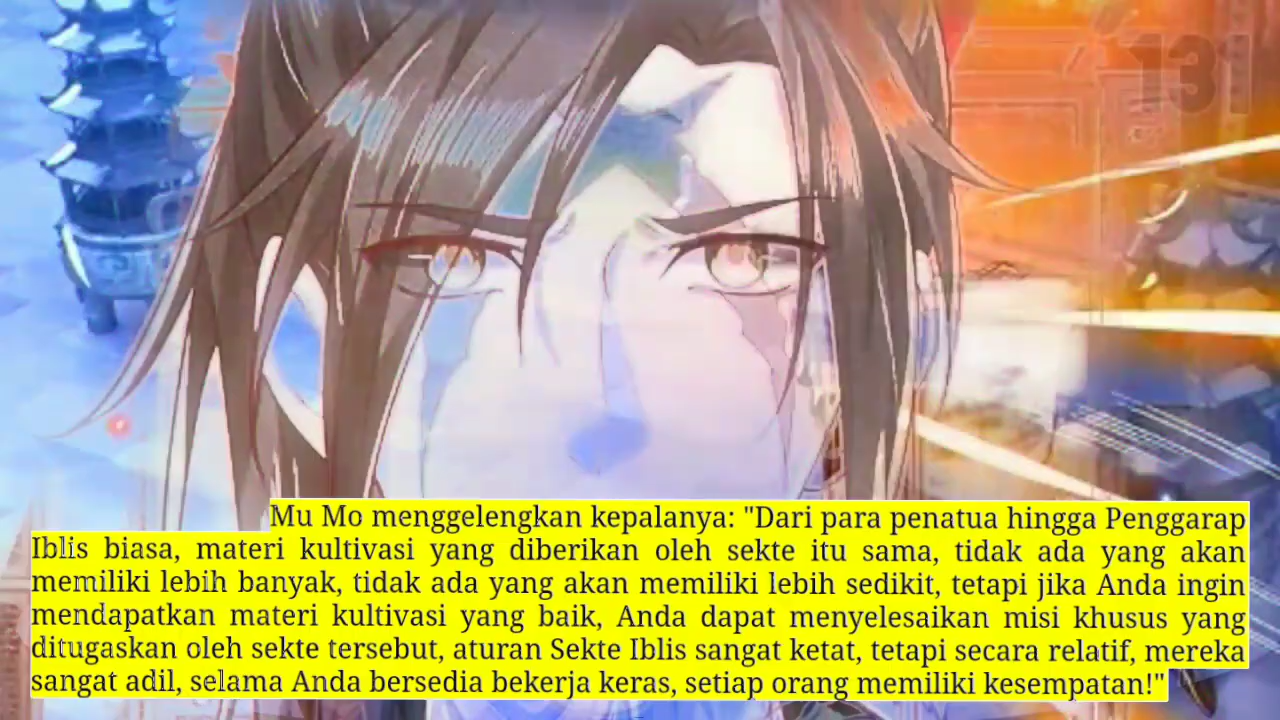 131
Mu Mo menggelengkan kepalanya: "Dari para penatua hingga Penggarap
Iblis biasa, materi kultivasi yang diberikan oleh sekte itu sama, tidak ada yang akan
memiliki lebih banyak, tidak ada yang akan memiliki lebih sedikit, tetapi jika Anda ingin
mendapatkan materi kultivasi yang baik, Anda dapat menyelesaikan misi khusus yang
ditugaskan oleh sekte tersebut, aturan Sekte Iblis sangat ketat, tetapi secara relatif, mereka
sangat adil, selama Anda bersedia bekerja keras, setiap orang memiliki kesempatan!"